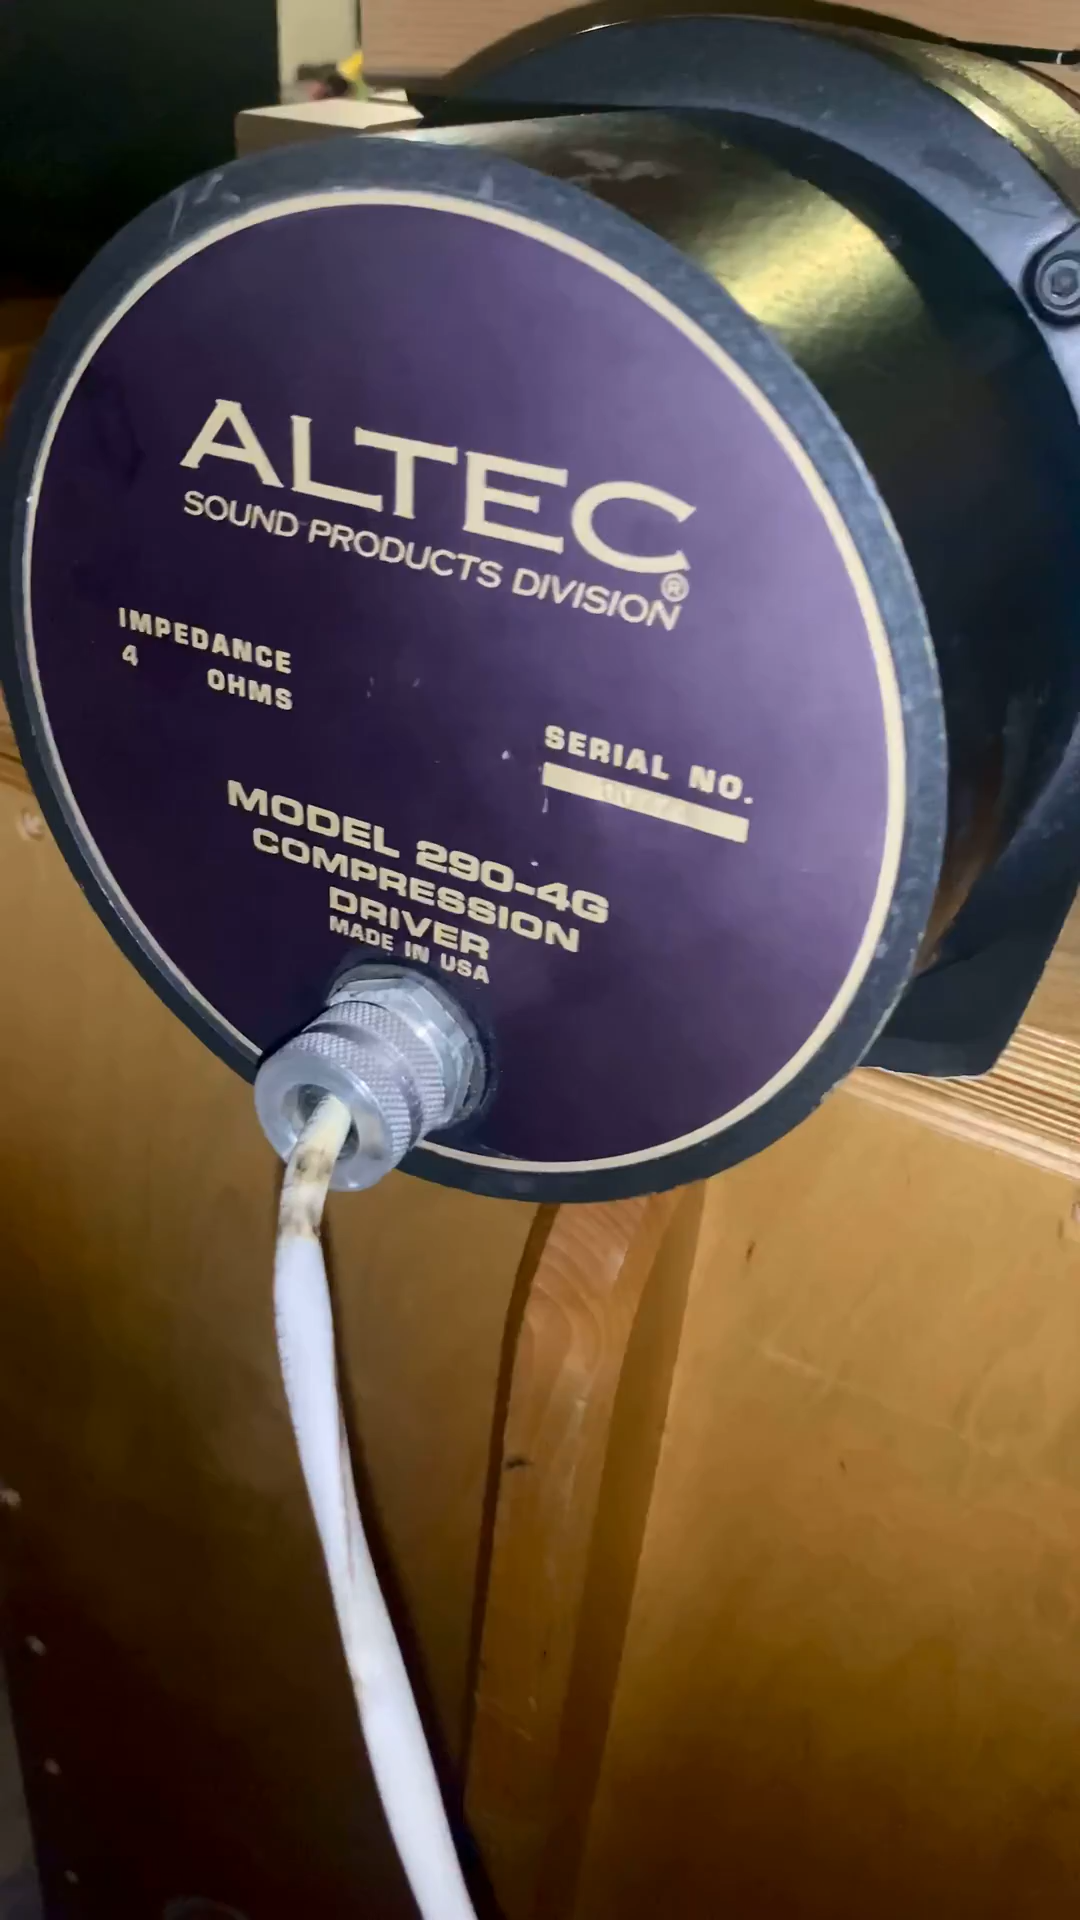 ALTEC
SOUND PRODUCTS DIVISION®
IMPEDANCE
4 OHMS
SERIAL NO.
MODEL 290-4G
COMPRESSION
DRIVER
MADE IN USA